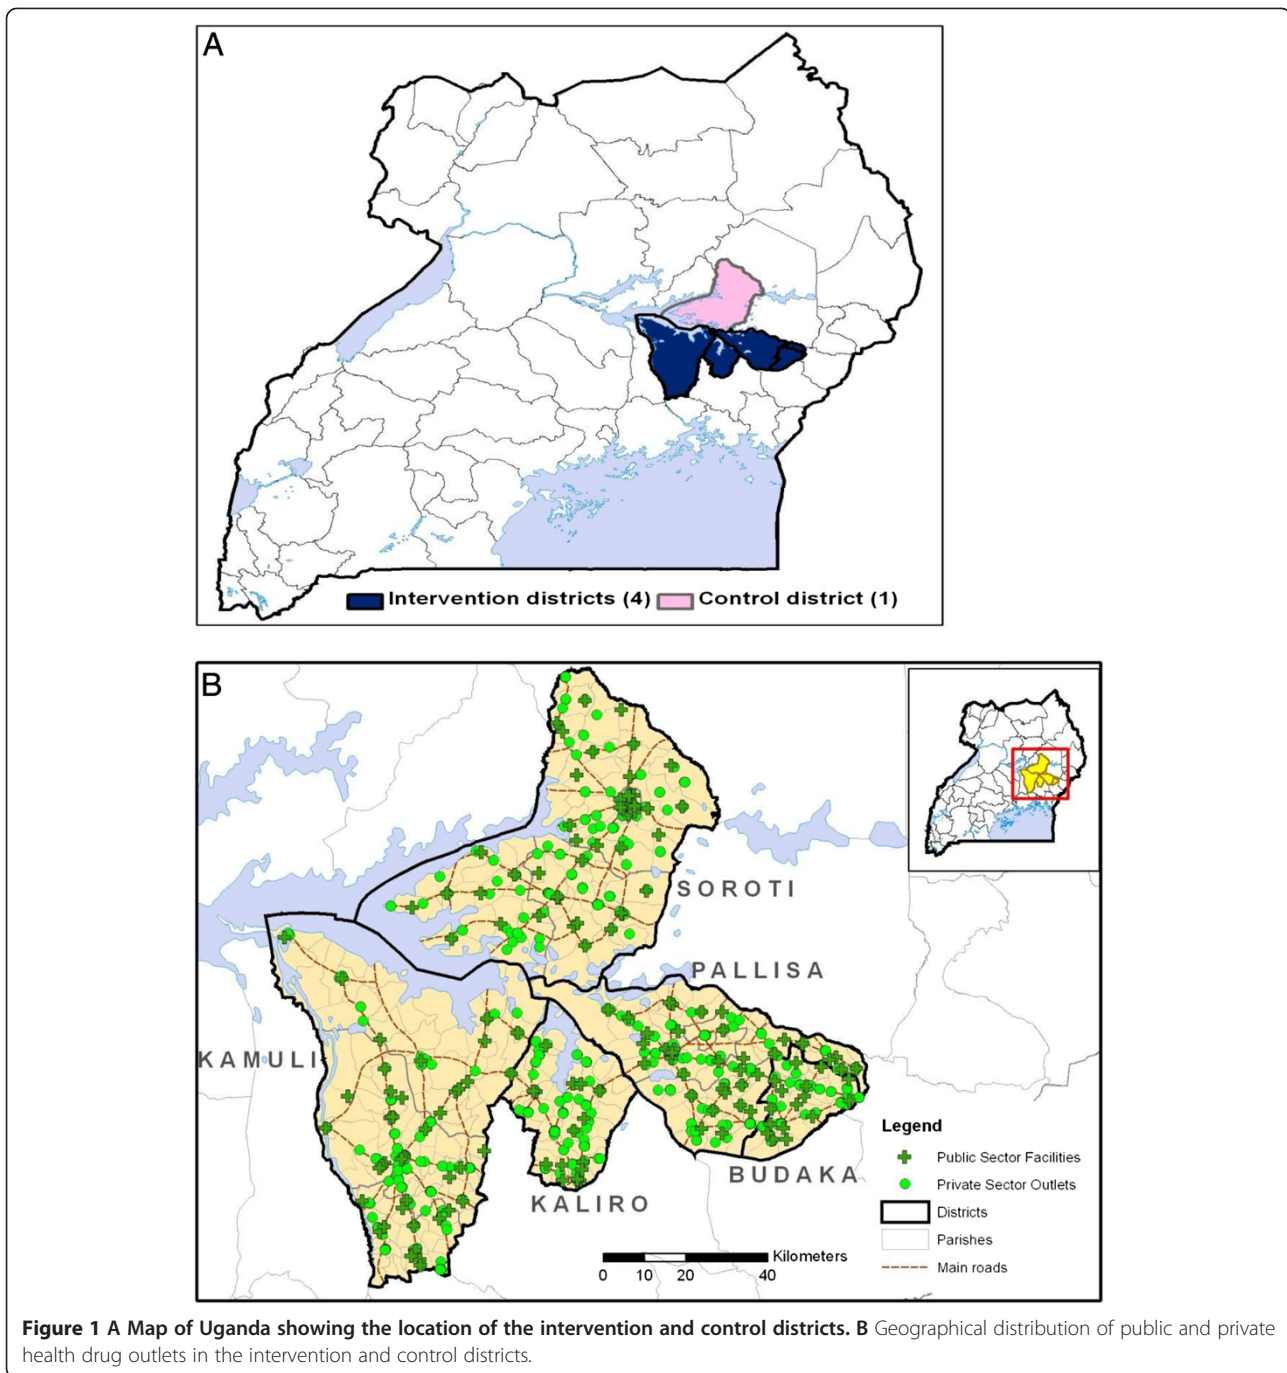 A
Intervention districts (4) Control district (1)
B
SOROTI
PALLISA
KAMULI
BUDAKA
KALIRO
Legend
Public Sector Facilities
Private Sector Outlets
Districts
Parishes
Main roads
Kilometers
0 10 20 40
Figure 1 A Map of Uganda showing the location of the intervention and control districts. B Geographical distribution of public and private
health drug outlets in the intervention and control districts.